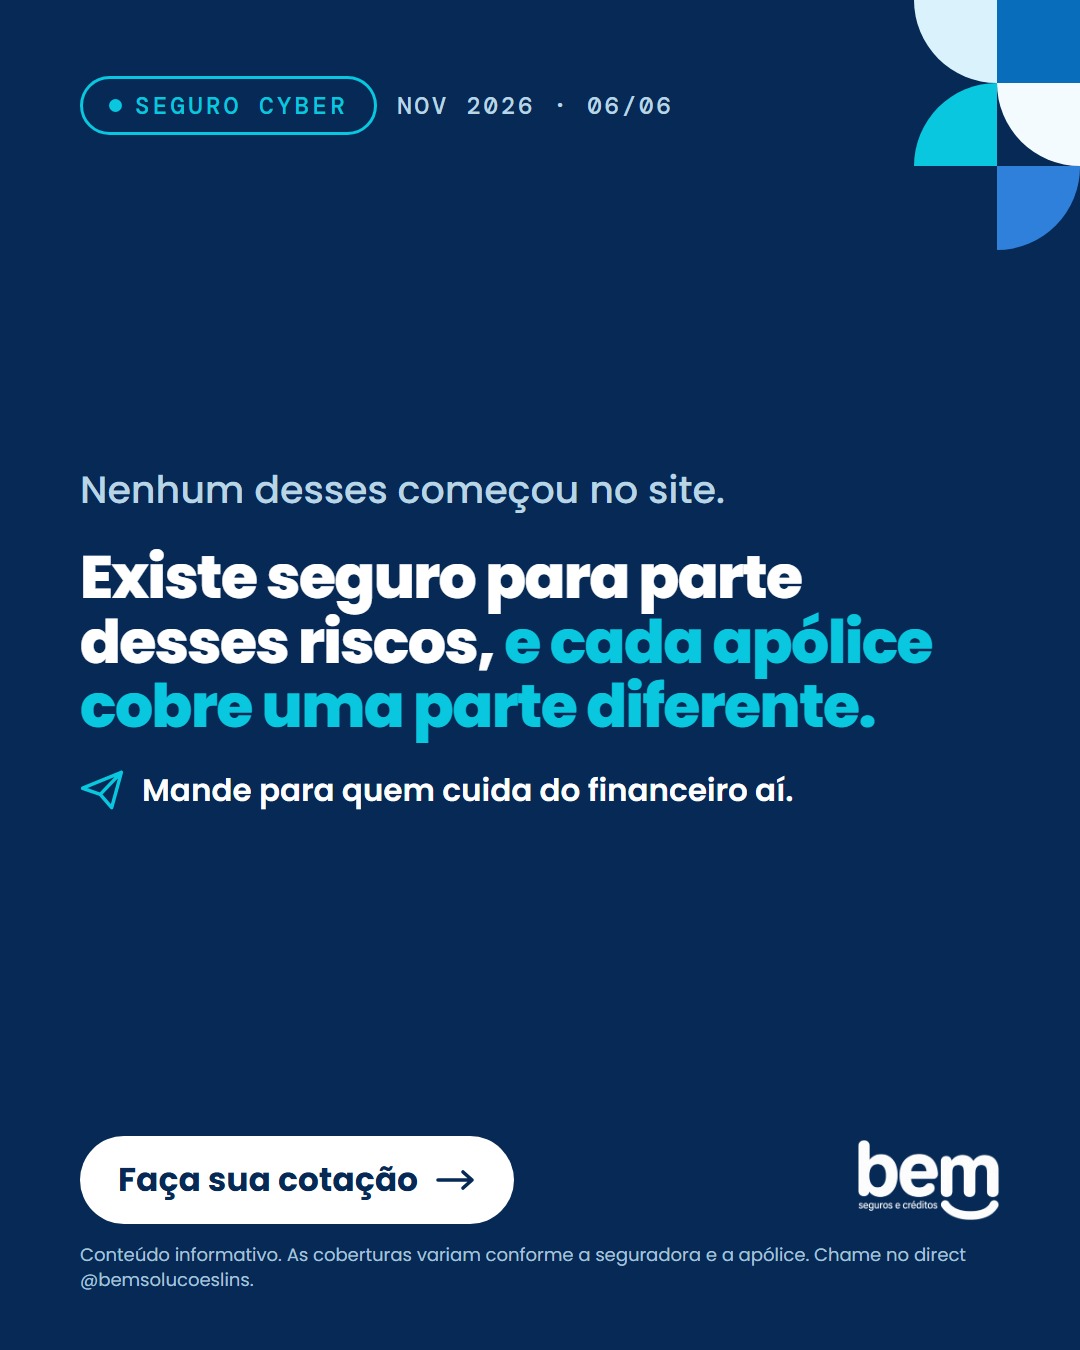 SEGURO CYBER NOV 2026 · 06/06
Nenhum desses começou no site.
Existe seguro para parte
desses riscos, e cada apólice
cobre uma parte diferente.
Mande para quem cuida do financeiro aí.
Faça sua cotação →
bem
seguros e créditos
Conteúdo informativo. As coberturas variam conforme a seguradora e a apólice. Chame no direct
@bemsolucoeslins.